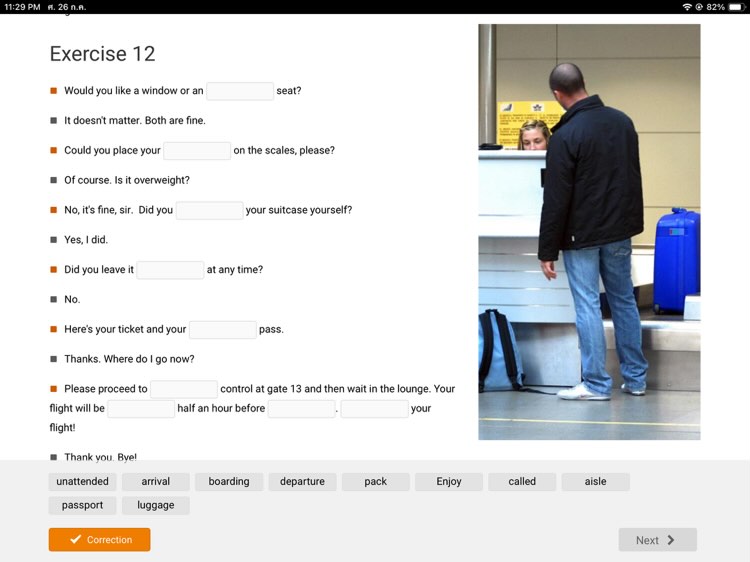 11:29 PM ศ. 26 ก.ค. 82%
Exercise 12
Would you like a window or an seat?
It doesn't matter. Both are fine.
Could you place your on the scales, please?
Of course. Is it overweight?
No, it's fine, sir. Did you your suitcase yourself?
Yes, I did.
Did you leave it at any time?
No.
Here's your ticket and your pass.
Thanks. Where do I go now?
Please proceed to control at gate 13 and then wait in the lounge. Your
flight will be half an hour before . your
flight!
Thank you. Bye!
unattended arrival boarding departure pack Enjoy called aisle
passport luggage
Correction Next